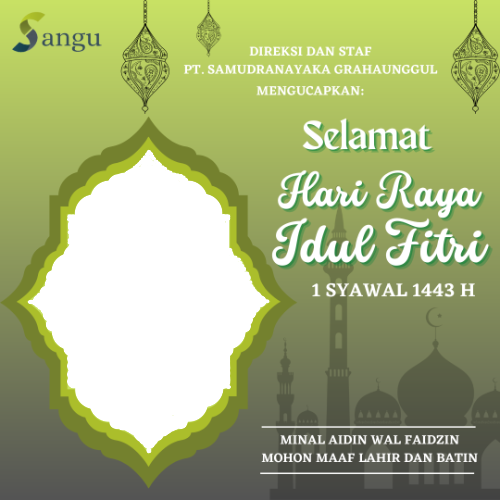 Sangu
DIREKSI DAN STAF
PT. SAMUDRANAYAKA GRAHAUNGGUL
MENGUCAPKAN:
Selamat
Hari Raya
Idul Fitri
1 SYAWAL 1443 H
MINAL AIDIN WAL FAIDZIN
MOHON MAAF LAHIR DAN BATIN